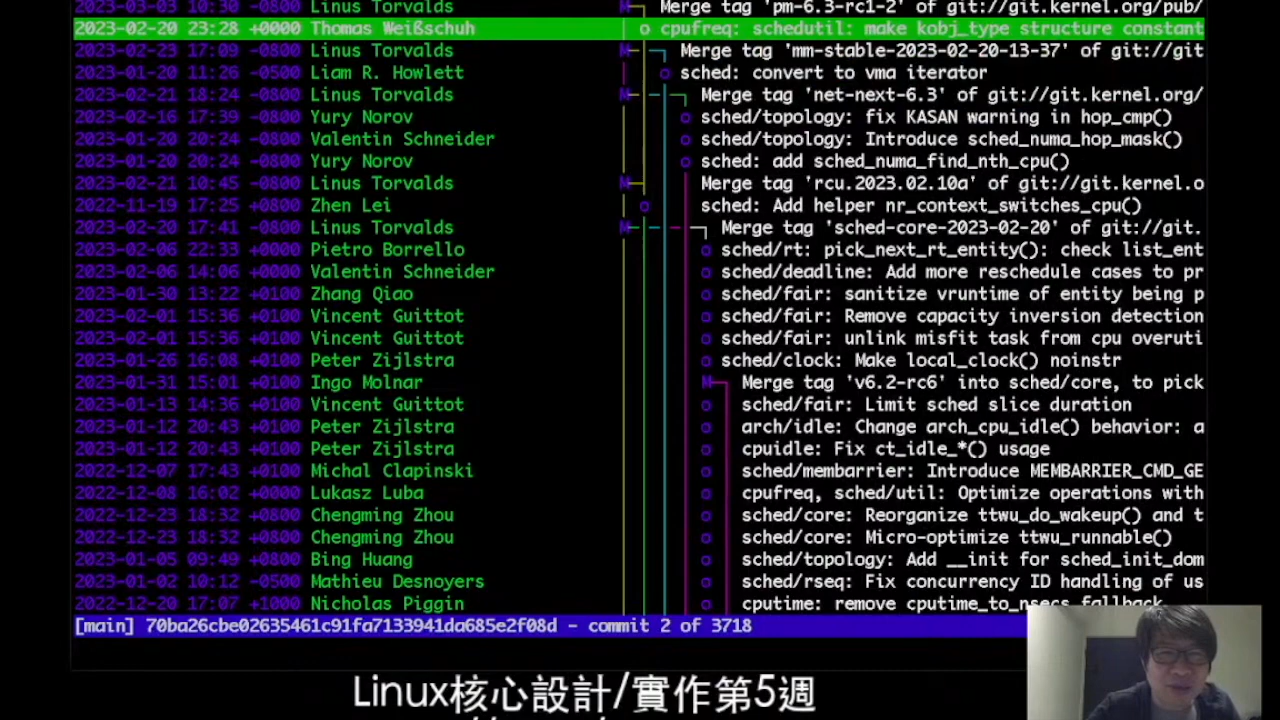 2023-03-03 10:30 -0800 Linus Torvalds M─┐ Merge tag 'pm-6.3-rc1-2' of git://git.kernel.org/pub/
2023-02-20 23:28 +0000 Thomas Weißschuh │ o cpufreq: schedutil: make kobj_type structure constant
2023-02-23 17:09 -0800 Linus Torvalds M─│─┐ Merge tag 'mm-stable-2023-02-20-13-37' of git://git
2023-01-20 11:26 -0500 Liam R. Howlett │ │ o sched: convert to vma iterator
2023-02-21 18:24 -0800 Linus Torvalds M─│─│─┐ Merge tag 'net-next-6.3' of git://git.kernel.org/
2023-02-16 17:39 -0800 Yury Norov │ │ │ o sched/topology: fix KASAN warning in hop_cmp()
2023-01-20 20:24 -0800 Valentin Schneider │ │ │ o sched/topology: Introduce sched_numa_hop_mask()
2023-01-20 20:24 -0800 Yury Norov │ │ │ o sched: add sched_numa_find_nth_cpu()
2023-02-21 10:45 -0800 Linus Torvalds M─┤ │ │ Merge tag 'rcu.2023.02.10a' of git://git.kernel.o
2022-11-19 17:25 +0800 Zhen Lei │ o │ │ sched: Add helper nr_context_switches_cpu()
2023-02-20 17:41 -0800 Linus Torvalds M─│─│─│─┐ Merge tag 'sched-core-2023-02-20' of git://git.
2023-02-06 22:33 +0000 Pietro Borrello │ │ │ │ o sched/rt: pick_next_rt_entity(): check list_ent
2023-02-06 14:06 +0000 Valentin Schneider │ │ │ │ o sched/deadline: Add more reschedule cases to pr
2023-01-30 13:22 +0100 Zhang Qiao │ │ │ │ o sched/fair: sanitize vruntime of entity being p
2023-02-01 15:36 +0100 Vincent Guittot │ │ │ │ o sched/fair: Remove capacity inversion detection
2023-02-01 15:36 +0100 Vincent Guittot │ │ │ │ o sched/fair: unlink misfit task from cpu overuti
2023-01-26 16:08 +0100 Peter Zijlstra │ │ │ │ o sched/clock: Make local_clock() noinstr
2023-01-31 15:01 +0100 Ingo Molnar │ │ │ │ M─┐ Merge tag 'v6.2-rc6' into sched/core, to pick
2023-01-13 14:36 +0100 Vincent Guittot │ │ │ │ o │ sched/fair: Limit sched slice duration
2023-01-12 20:43 +0100 Peter Zijlstra │ │ │ │ o │ arch/idle: Change arch_cpu_idle() behavior: a
2023-01-12 20:43 +0100 Peter Zijlstra │ │ │ │ o │ cpuidle: Fix ct_idle_*() usage
2022-12-07 17:43 +0100 Michal Clapinski │ │ │ │ o │ sched/membarrier: Introduce MEMBARRIER_CMD_GE
2022-12-08 16:02 +0000 Lukasz Luba │ │ │ │ o │ cpufreq, sched/util: Optimize operations with
2022-12-23 18:32 +0800 Chengming Zhou │ │ │ │ o │ sched/core: Reorganize ttwu_do_wakeup() and t
2022-12-23 18:32 +0800 Chengming Zhou │ │ │ │ o │ sched/core: Micro-optimize ttwu_runnable()
2023-01-05 09:49 +0800 Bing Huang │ │ │ │ o │ sched/topology: Add __init for sched_init_dom
2023-01-02 10:12 -0500 Mathieu Desnoyers │ │ │ │ o │ sched/rseq: Fix concurrency ID handling of us
2022-12-20 17:07 +1000 Nicholas Piggin │ │ │ │ o │ cputime: remove cputime_to_nsecs fallback
[main] 70ba26cbe02635461c91fa7133941da685e2f08d - commit 2 of 3718
Linux核心設計/實作第5週